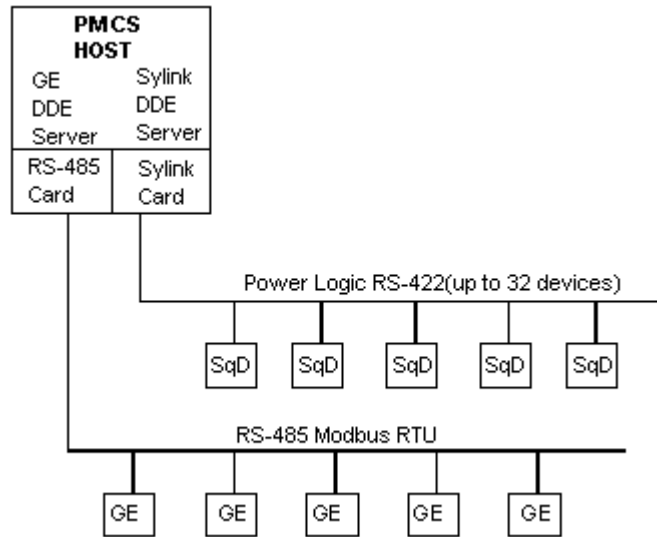 PMCS
HOST
GE
DDE
Server
Sylink
DDE
Server
RS-485
Card
Sylink
Card
Power Logic RS-422(up to 32 devices)
SqD
SqD
SqD
SqD
SqD
RS-485 Modbus RTU
GE
GE
GE
GE
GE